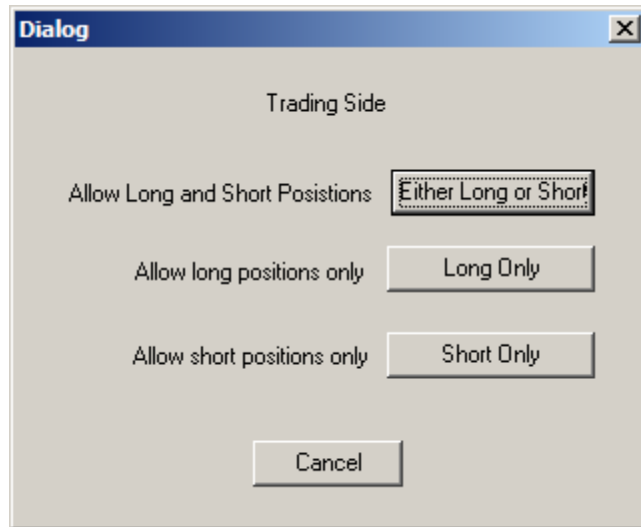 Dialog
Trading Side
Allow Long and Short Posistions Either Long or Short
Allow long positions only Long Only
Allow short positions only Short Only
Cancel